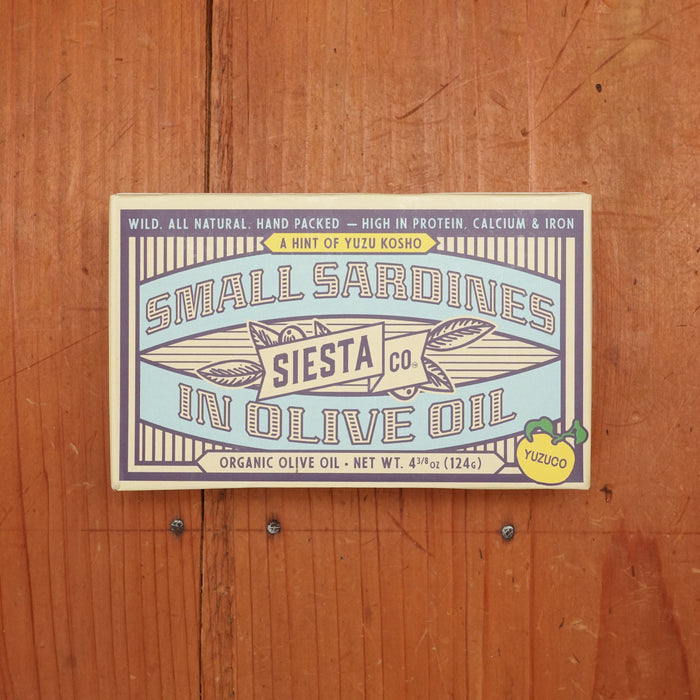 WILD. ALL NATURAL. HAND PACKED — HIGH IN PROTEIN, CALCIUM & IRON
A HINT OF YUZU KOSHO
SMALL SARDINES
SIESTA CO.™
IN OLIVE OIL
YUZUCO
ORGANIC OLIVE OIL • NET WT. 4 3/8 OZ (124G)